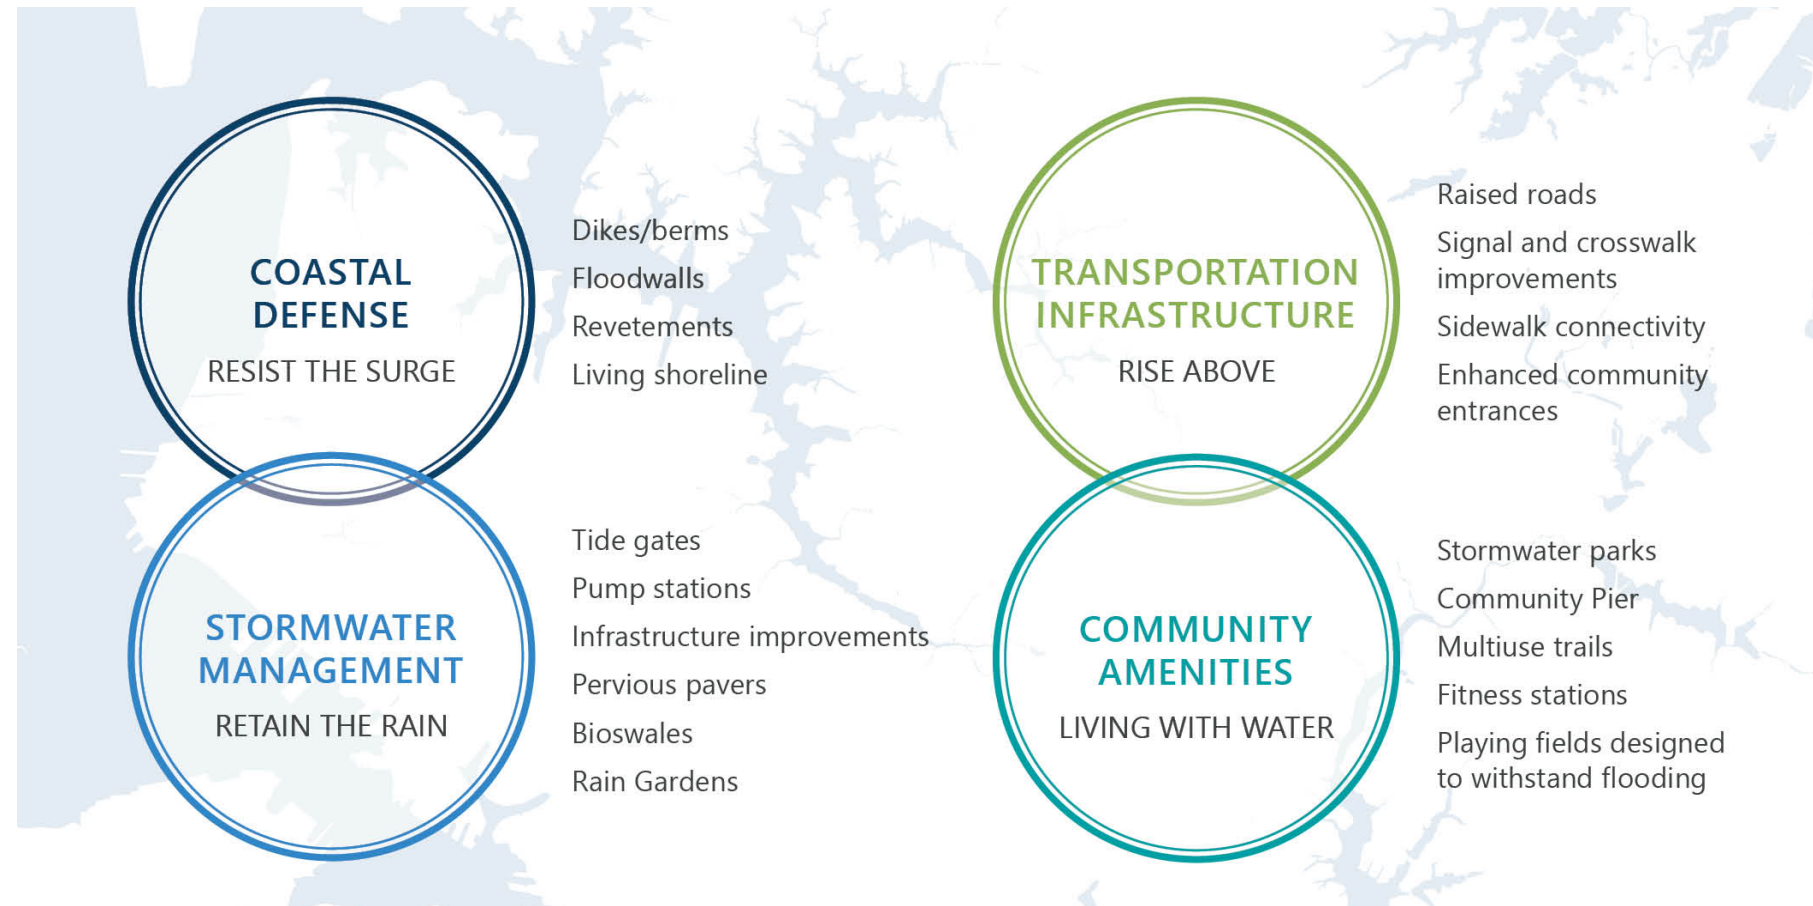 COASTAL
DEFENSE
RESIST THE SURGE
Dikes/berms
Floodwalls
Revetements
Living shoreline
STORMWATER
MANAGEMENT
RETAIN THE RAIN
Tide gates
Pump stations
Infrastructure improvements
Pervious pavers
Bioswales
Rain Gardens
TRANSPORTATION
INFRASTRUCTURE
RISE ABOVE
Raised roads
Signal and crosswalk
improvements
Sidewalk connectivity
Enhanced community
entrances
COMMUNITY
AMENITIES
LIVING WITH WATER
Stormwater parks
Community Pier
Multiuse trails
Fitness stations
Playing fields designed
to withstand flooding